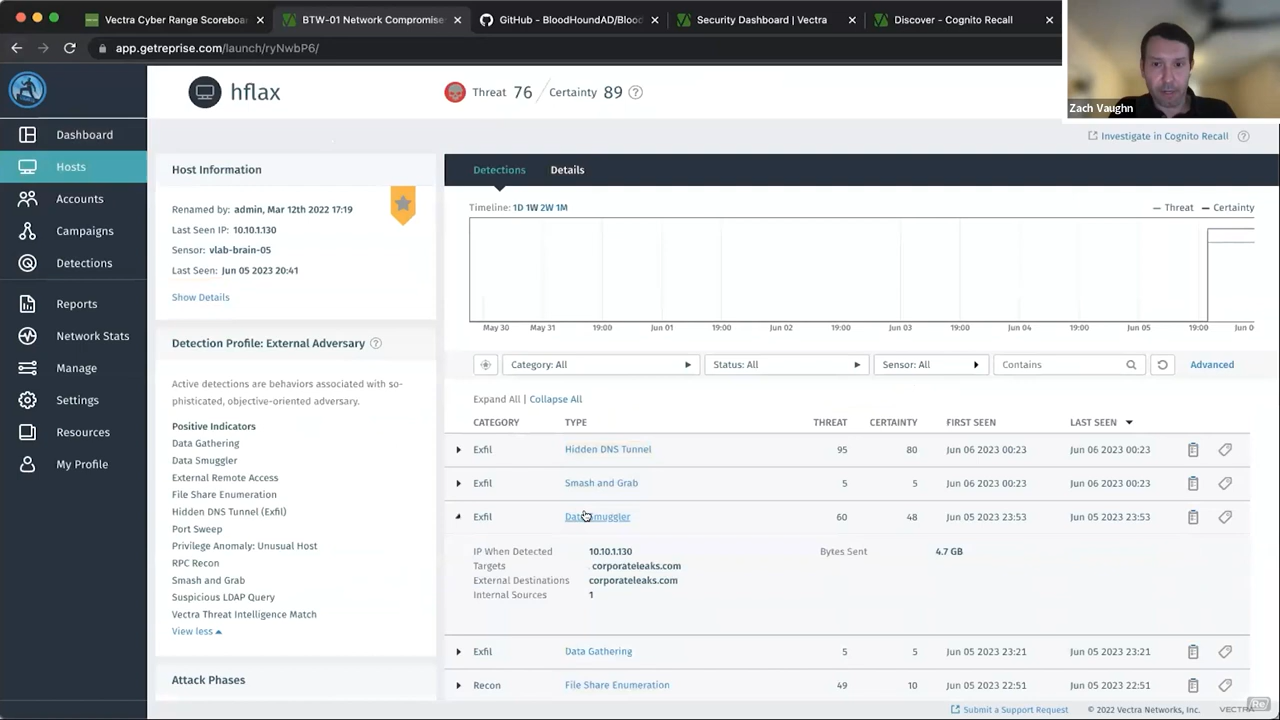 Vectra Cyber Range Scoreboa
BTW-01 Network Compromise
GitHub - BloodHoundAD/Blood
Security Dashboard | Vectra
Discover - Cognito Recall
app.getreprise.com/launch/ryNwbP6/
Zach Vaughn
hflax
Threat 76 / Certainty 89
Investigate in Cognito Recall
Dashboard
Hosts
Accounts
Campaigns
Detections
Reports
Network Stats
Manage
Settings
Resources
My Profile
Host Information
Renamed by: admin, Mar 12th 2022 17:19
Last Seen IP: 10.10.1.130
Sensor: vlab-brain-05
Last Seen: Jun 05 2023 20:41
Show Details
Detection Profile: External Adversary
Active detections are behaviors associated with so-
phisticated, objective-oriented adversary.
Positive Indicators
Data Gathering
Data Smuggler
External Remote Access
File Share Enumeration
Hidden DNS Tunnel (Exfil)
Port Sweep
Privilege Anomaly: Unusual Host
RPC Recon
Smash and Grab
Suspicious LDAP Query
Vectra Threat Intelligence Match
View less
Attack Phases
Detections Details
Timeline: 1D 1W 2W 1M
Threat Certainty
May 30 May 31 19:00 Jun 01 19:00 Jun 02 19:00 Jun 03 19:00 Jun 04 19:00 Jun 05 19:00 Jun 0
Category: All Status: All Sensor: All Contains Advanced
Expand All | Collapse All
CATEGORY TYPE THREAT CERTAINTY FIRST SEEN LAST SEEN
Exfil Hidden DNS Tunnel 95 80 Jun 06 2023 00:23 Jun 06 2023 00:23
Exfil Smash and Grab 5 5 Jun 06 2023 00:23 Jun 06 2023 00:23
Exfil Data Smuggler 60 48 Jun 05 2023 23:53 Jun 05 2023 23:53
IP When Detected 10.10.1.130 Bytes Sent 4.7 GB
Targets .corporateleaks.com
External Destinations corporateleaks.com
Internal Sources 1
Exfil Data Gathering 5 5 Jun 05 2023 23:21 Jun 05 2023 23:21
Recon File Share Enumeration 49 10 Jun 05 2023 22:51 Jun 05 2023 22:51
Submit a Support Request © 2022 Vectra Networks, Inc. VECTRA
Re